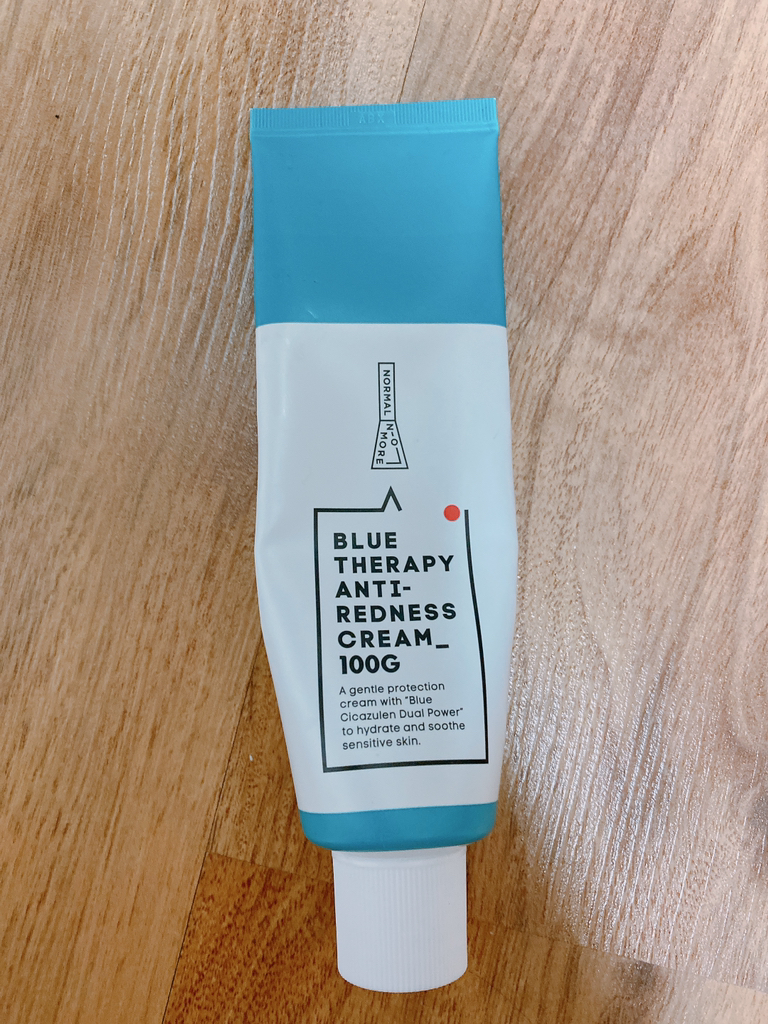 NORMAL
NO
MORE
BLUE
THERAPY
ANTI-
REDNESS
CREAM_
100G
A gentle protection
cream with "Blue
Cicazulen Dual Power"
to hydrate and soothe
sensitive skin.